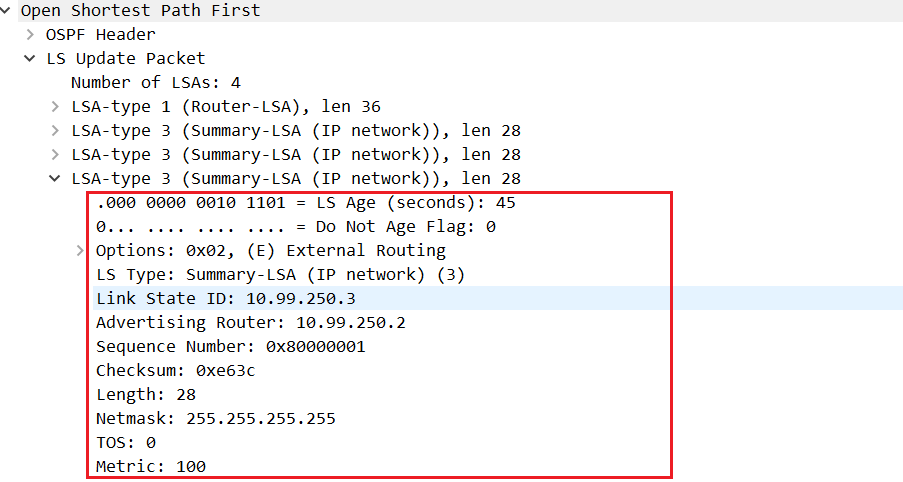 Open Shortest Path First
OSPF Header
LS Update Packet
Number of LSAs: 4
LSA-type 1 (Router-LSA), len 36
LSA-type 3 (Summary-LSA (IP network)), len 28
LSA-type 3 (Summary-LSA (IP network)), len 28
LSA-type 3 (Summary-LSA (IP network)), len 28
.000 0000 0010 1101 = LS Age (seconds): 45
0... .... .... .... = Do Not Age Flag: 0
Options: 0x02, (E) External Routing
LS Type: Summary-LSA (IP network) (3)
Link State ID: 10.99.250.3
Advertising Router: 10.99.250.2
Sequence Number: 0x80000001
Checksum: 0xe63c
Length: 28
Netmask: 255.255.255.255
TOS: 0
Metric: 100